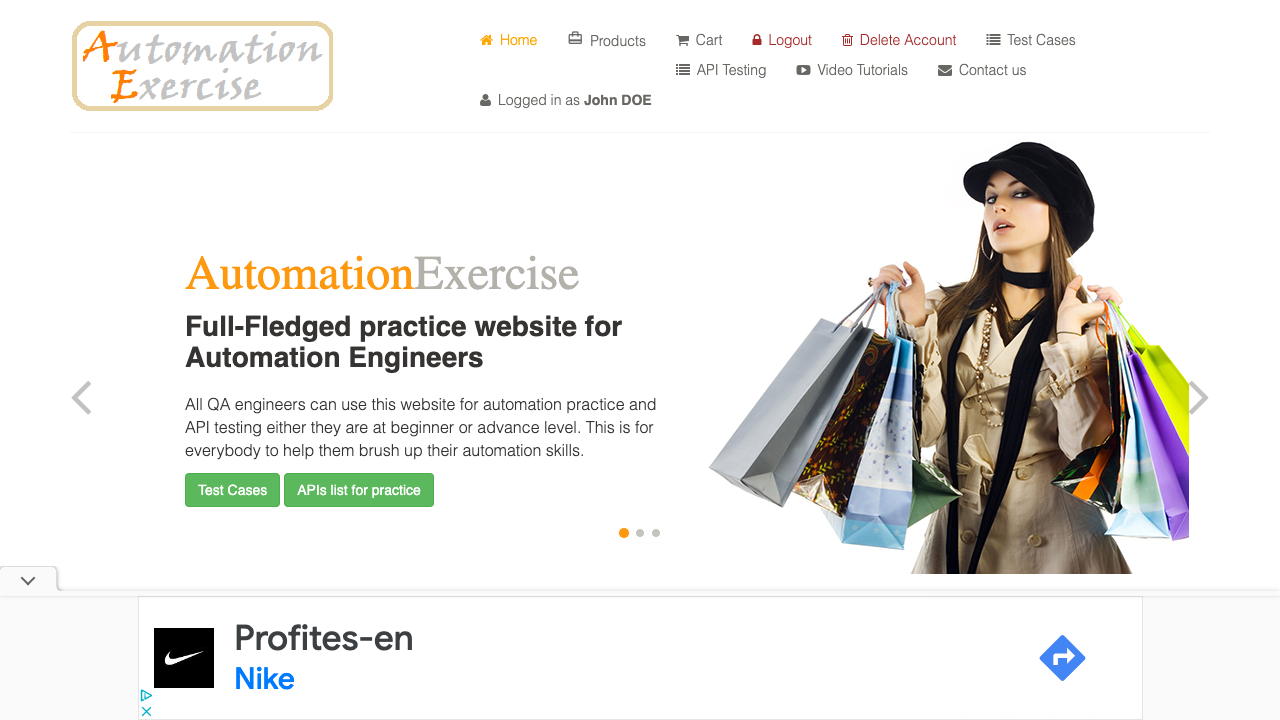 Automation
Exercise
Home Products Cart Logout Delete Account Test Cases
API Testing Video Tutorials Contact us
Logged in as John DOE
AutomationExercise
Full-Fledged practice website for
Automation Engineers
All QA engineers can use this website for automation practice and
API testing either they are at beginner or advance level. This is for
everybody to help them brush up their automation skills.
Test Cases APIs list for practice
Profites-en
Nike